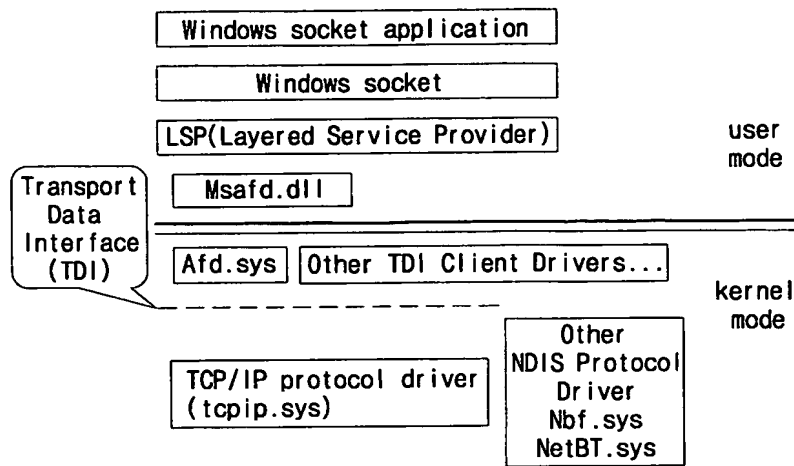 Windows socket application
Windows socket
LSP(Layered Service Provider)
user
mode
Msafd.dll
Transport
Data
Interface
(TDI)
Afd.sys
Other TDI Client Drivers...
kernel
mode
TCP/IP protocol driver
(tcpip.sys)
Other
NDIS Protocol
Driver
Nbf.sys
NetBT.sys